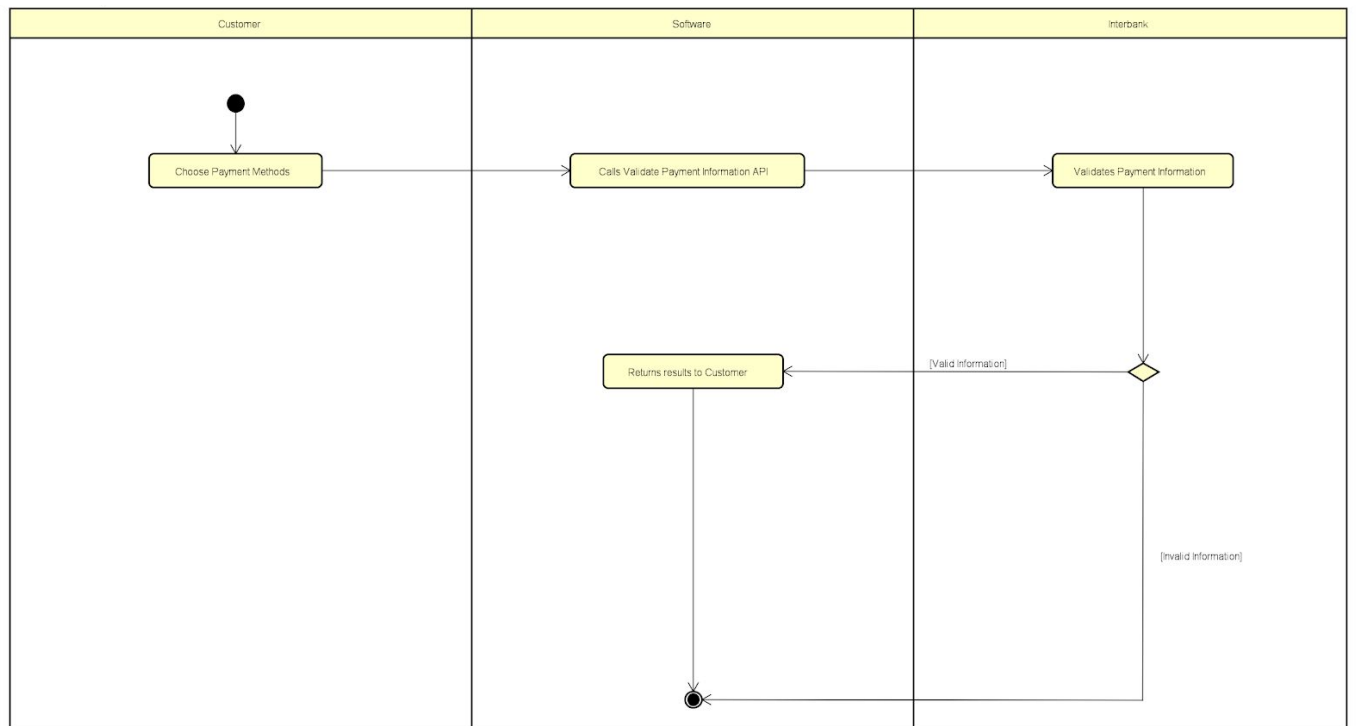 Customer
Software
Interbank
Choose Payment Methods
Calls Validate Payment Information API
Validates Payment Information
Returns results to Customer
[Valid Information]
[Invalid Information]